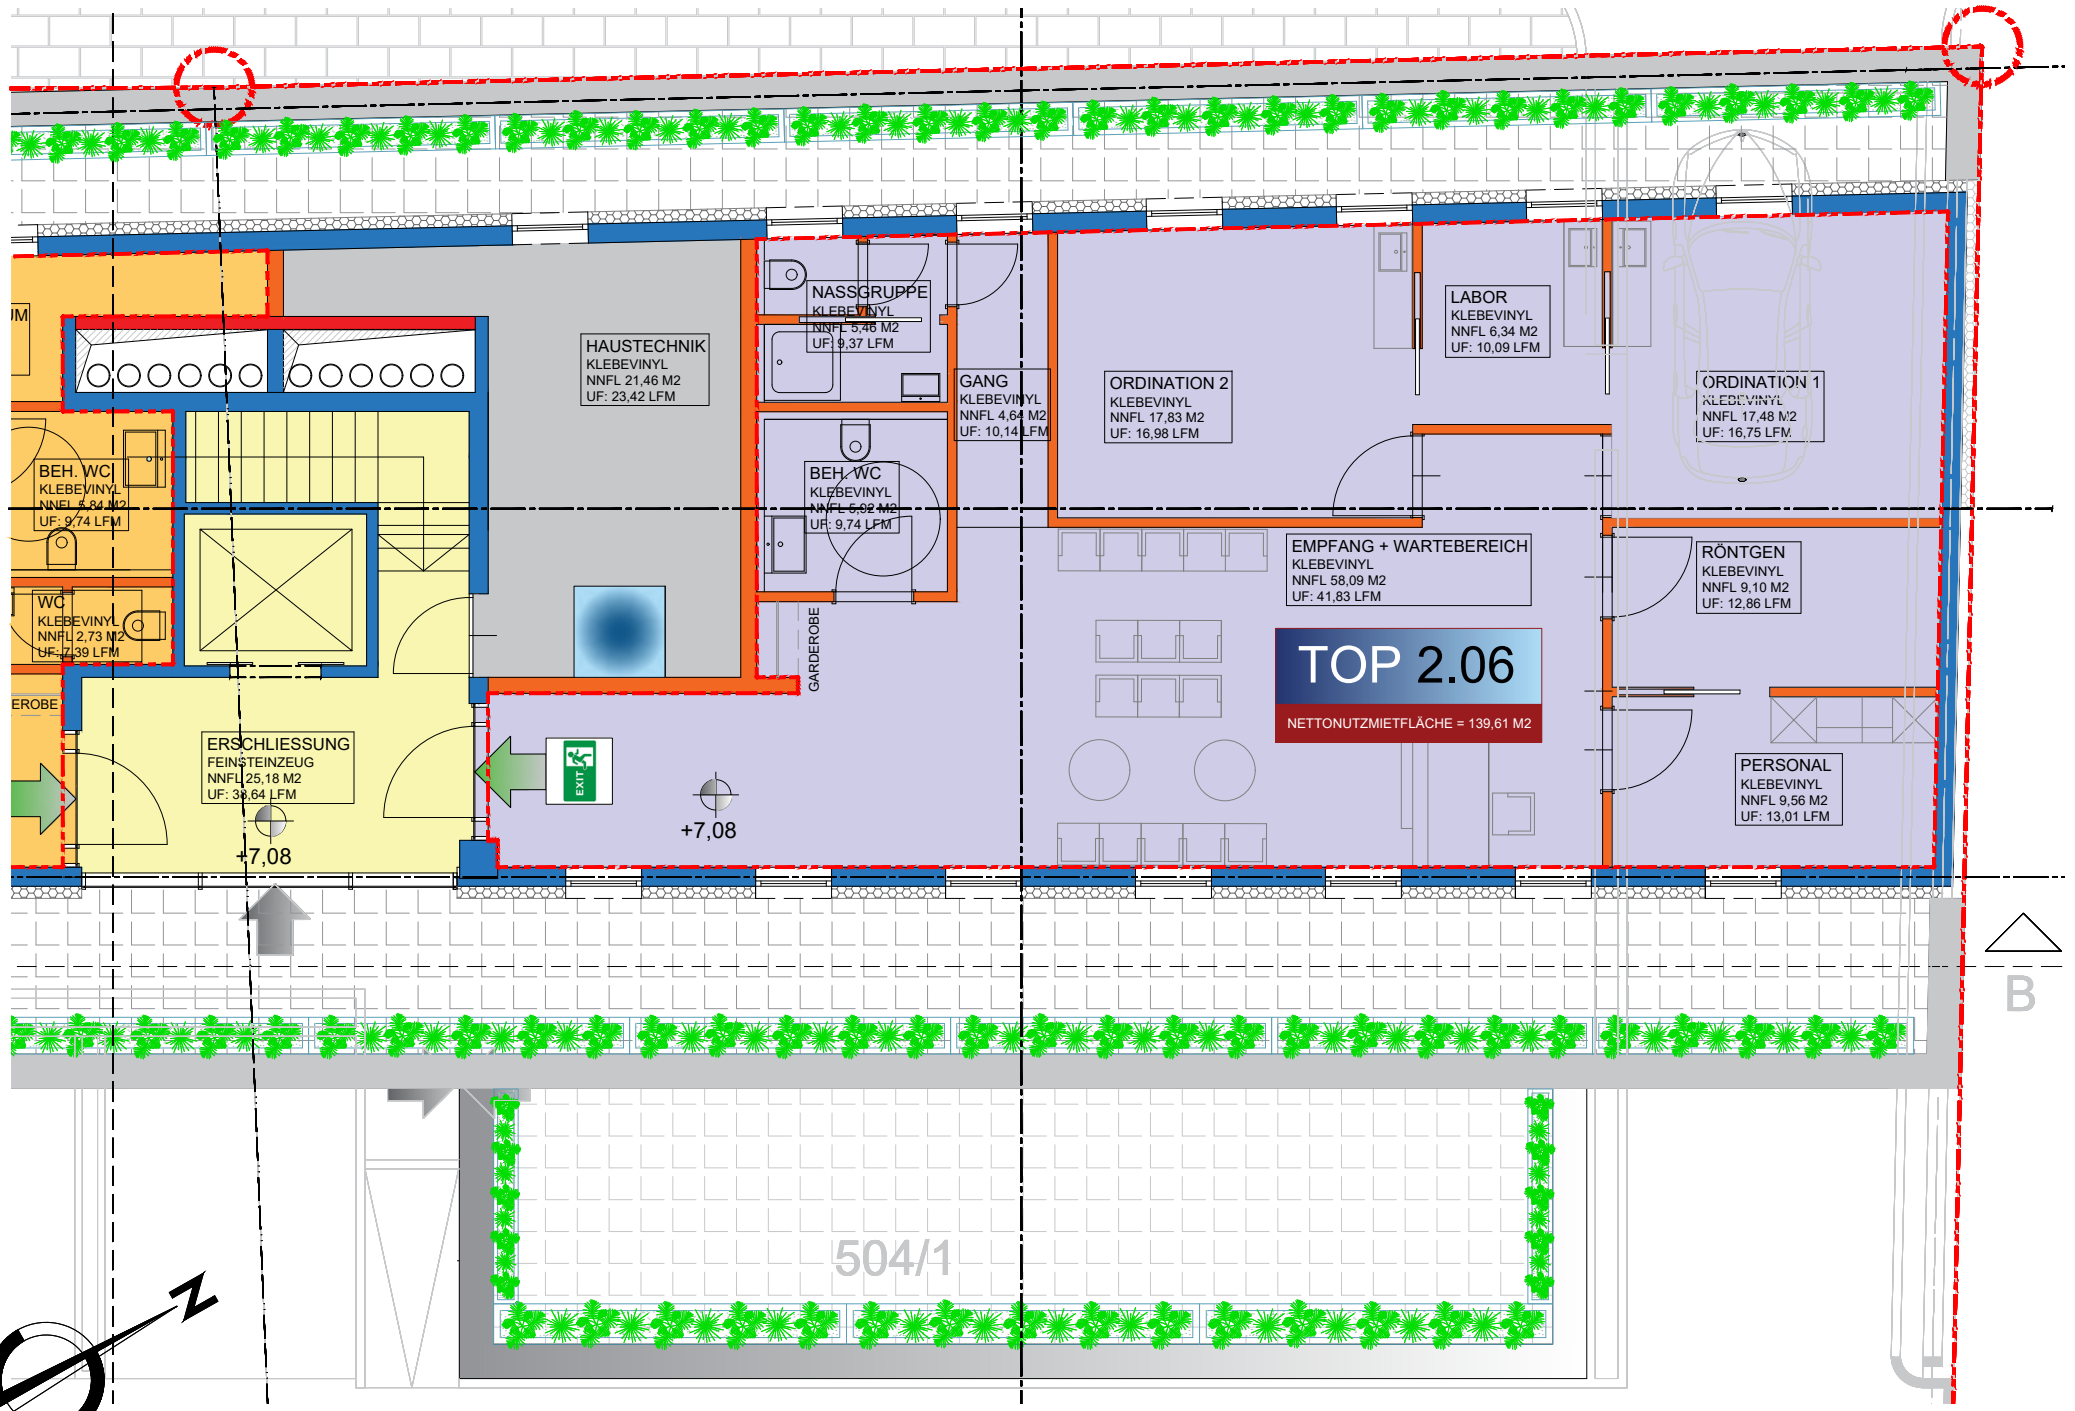 UM
HAUSTECHNIK
KLEBEVINYL
NNFL 21,46 M2
UF: 23,42 LFM
NASSGRUPPE
KLEBEVINYL
NNFL 5,46 M2
UF: 9,37 LFM
GANG
KLEBEVINYL
NNFL 4,64 M2
UF: 10,14 LFM
ORDINATION 2
KLEBEVINYL
NNFL 17,83 M2
UF: 16,98 LFM
LABOR
KLEBEVINYL
NNFL 6,34 M2
UF: 10,09 LFM
ORDINATION 1
KLEBEVINYL
NNFL 17,48 M2
UF: 16,75 LFM
BEH. WC
KLEBEVINYL
NNFL 5,84 M2
UF: 9,74 LFM
BEH. WC
KLEBEVINYL
NNFL 5,92 M2
UF: 9,74 LFM
EMPFANG + WARTEBEREICH
KLEBEVINYL
NNFL 58,09 M2
UF: 41,83 LFM
RÖNTGEN
KLEBEVINYL
NNFL 9,10 M2
UF: 12,86 LFM
WC
KLEBEVINYL
NNFL 2,73 M2
UF: 7,39 LFM
GARDEROBE
TOP 2.06
NETTONUTZMIETFLÄCHE = 139,61 M2
EROBE
ERSCHLIESSUNG
FEINSTEINZEUG
NNFL 25,18 M2
UF: 38,64 LFM
+7,08
EXIT
+7,08
PERSONAL
KLEBEVINYL
NNFL 9,56 M2
UF: 13,01 LFM
B
504/1
N